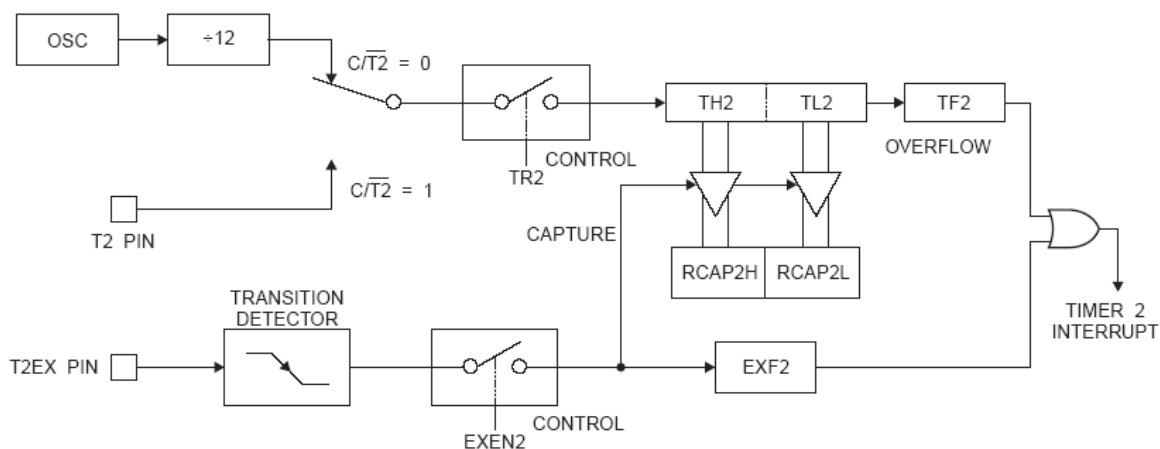 OSC
÷12
C/T2̅ = 0
TH2
TL2
TF2
CONTROL
OVERFLOW
TR2
C/T2̅ = 1
T2 PIN
CAPTURE
RCAP2H
RCAP2L
TRANSITION
DETECTOR
TIMER 2
INTERRUPT
T2EX PIN
EXF2
CONTROL
EXEN2